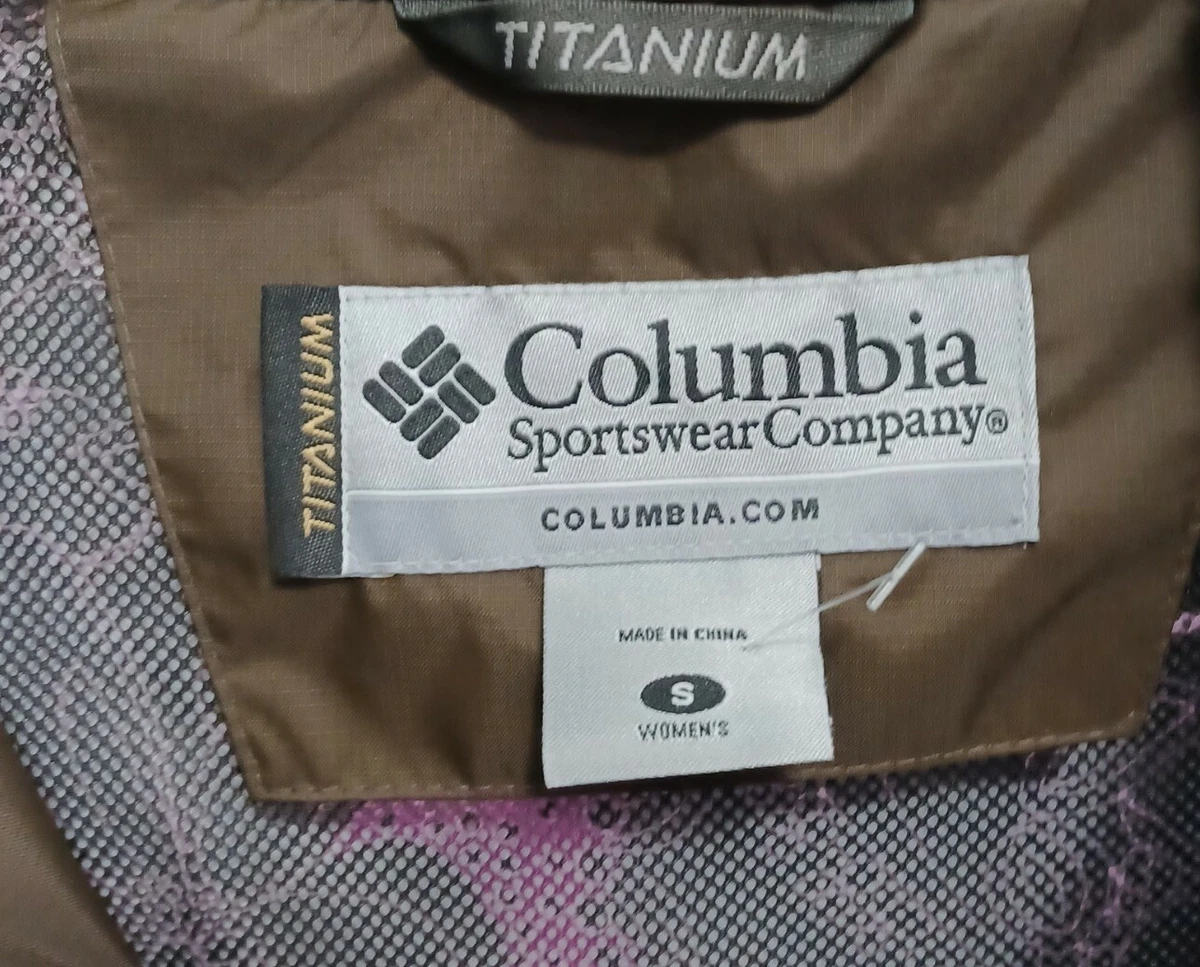 TITANIUM
TITANIUM
Columbia
Sportswear Company®
COLUMBIA.COM
MADE IN CHINA
S
WOMEN'S